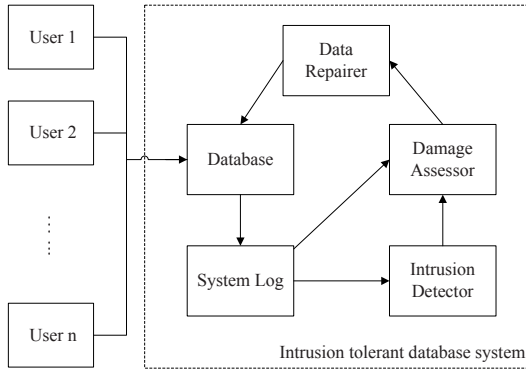 User 1
User 2
User n
Data
Repairer
Database
Damage
Assessor
System Log
Intrusion
Detector
Intrusion tolerant database system